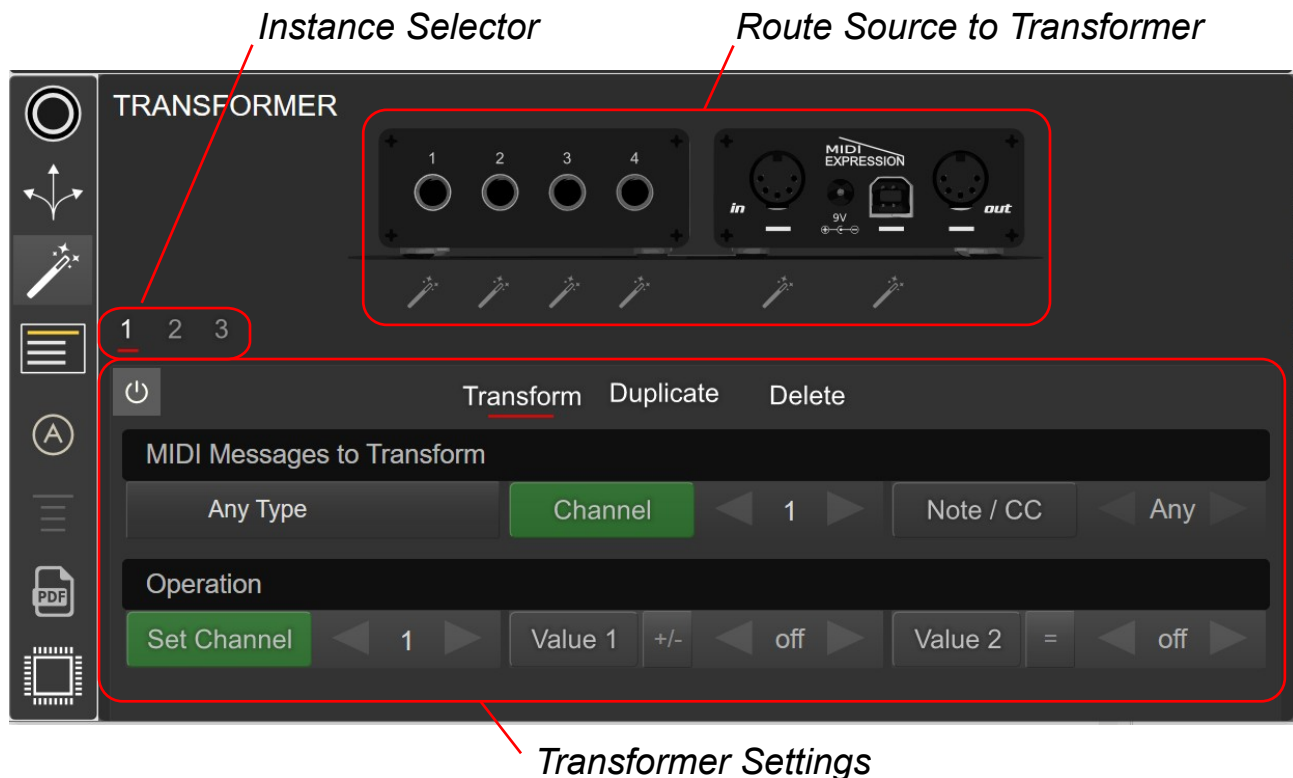 Instance Selector
Route Source to Transformer
TRANSFORMER
1 2 3 4
MIDI
EXPRESSION
in
9V
out
1 2 3
Transform Duplicate Delete
A
MIDI Messages to Transform
Any Type Channel 1 Note / CC Any
Operation
PDF
Set Channel 1 Value 1 +/- off Value 2 = off
Transformer Settings